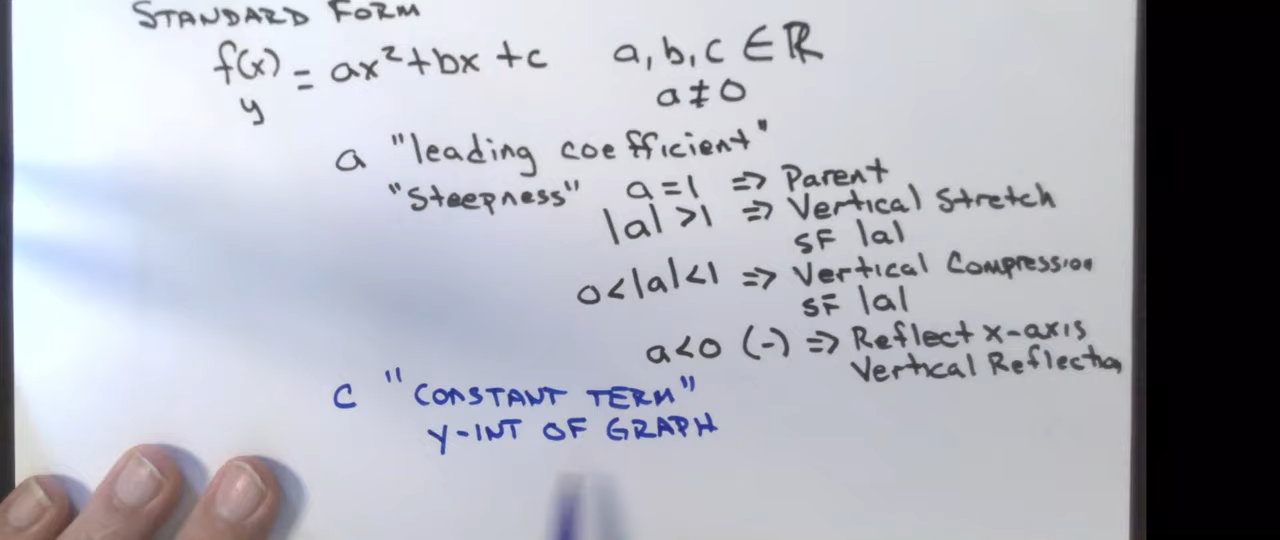 STANDARD FORM
f(x) = ax²+bx+c a,b,c ∈ ℝ
y a≠0
a "leading coefficient"
"Steepness" a=1 => Parent
|a|>1 => Vertical Stretch
SF |a|
0<|a|<1 => Vertical Compression
SF |a|
a<0 (-) => Reflect x-axis
Vertical Reflection
c "CONSTANT TERM"
Y-INT OF GRAPH